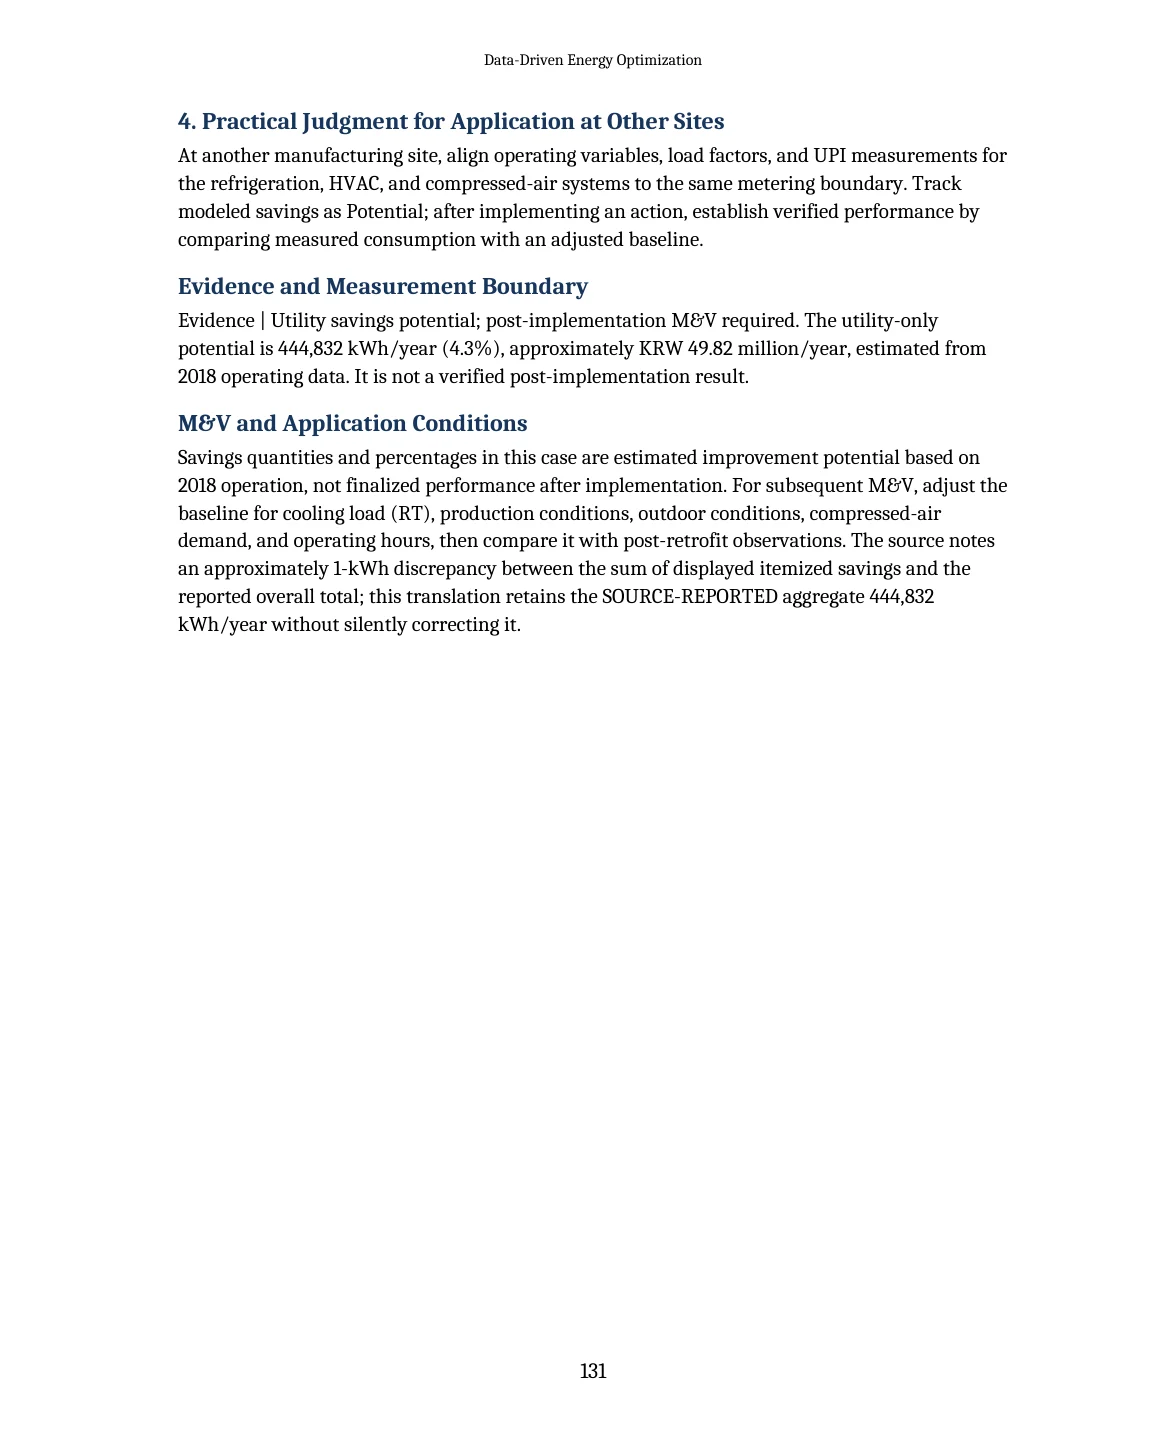 Data-Driven Energy Optimization
4. Practical Judgment for Application at Other Sites
At another manufacturing site, align operating variables, load factors, and UPI measurements for
the refrigeration, HVAC, and compressed-air systems to the same metering boundary. Track
modeled savings as Potential; after implementing an action, establish verified performance by
comparing measured consumption with an adjusted baseline.
Evidence and Measurement Boundary
Evidence | Utility savings potential; post-implementation M&V required. The utility-only
potential is 444,832 kWh/year (4.3%), approximately KRW 49.82 million/year, estimated from
2018 operating data. It is not a verified post-implementation result.
M&V and Application Conditions
Savings quantities and percentages in this case are estimated improvement potential based on
2018 operation, not finalized performance after implementation. For subsequent M&V, adjust the
baseline for cooling load (RT), production conditions, outdoor conditions, compressed-air
demand, and operating hours, then compare it with post-retrofit observations. The source notes
an approximately 1-kWh discrepancy between the sum of displayed itemized savings and the
reported overall total; this translation retains the SOURCE-REPORTED aggregate 444,832
kWh/year without silently correcting it.
131